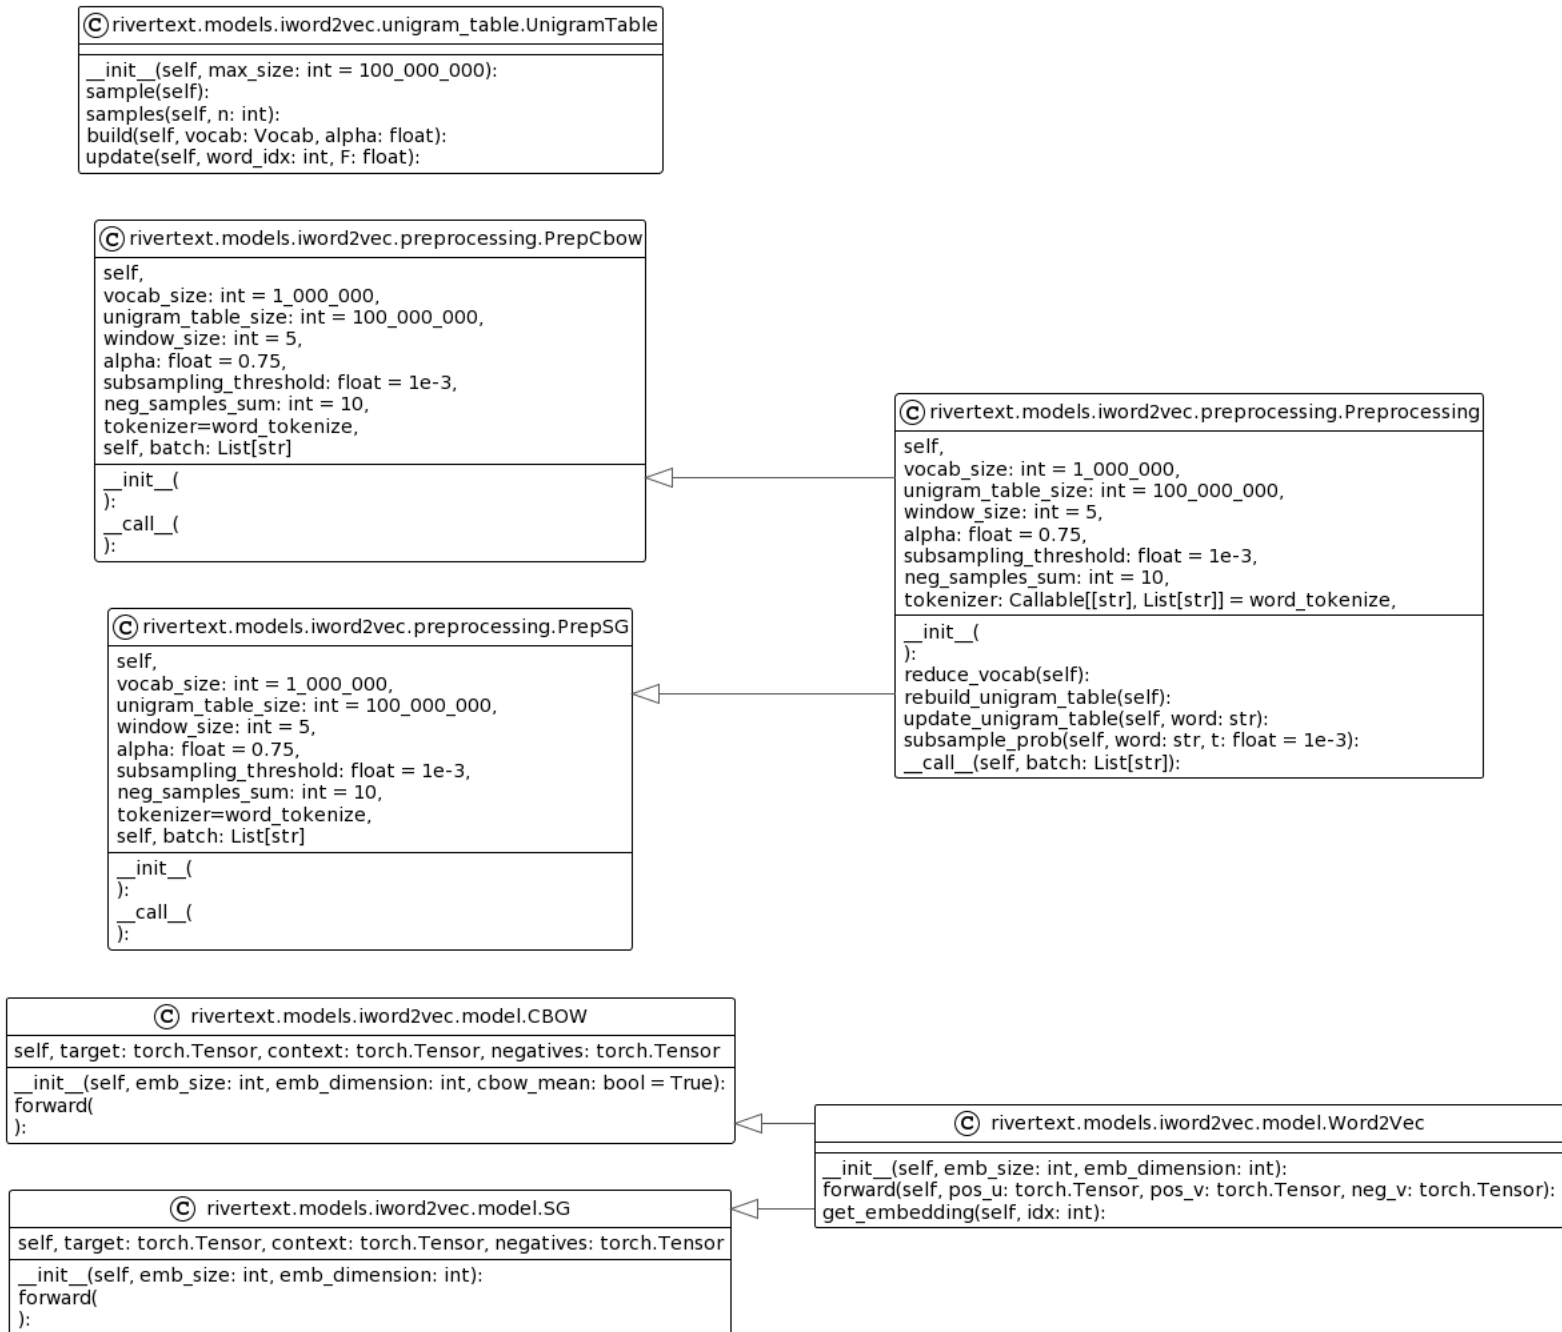 C rivertext.models.iword2vec.unigram_table.UnigramTable
__init__(self, max_size: int = 100_000_000):
sample(self):
samples(self, n: int):
build(self, vocab: Vocab, alpha: float):
update(self, word_idx: int, F: float):
C rivertext.models.iword2vec.preprocessing.PrepCbow
self,
vocab_size: int = 1_000_000,
unigram_table_size: int = 100_000_000,
window_size: int = 5,
alpha: float = 0.75,
subsampling_threshold: float = 1e-3,
neg_samples_sum: int = 10,
tokenizer=word_tokenize,
self, batch: List[str]
__init__(
):
__call__(
):
C rivertext.models.iword2vec.preprocessing.Preprocessing
self,
vocab_size: int = 1_000_000,
unigram_table_size: int = 100_000_000,
window_size: int = 5,
alpha: float = 0.75,
subsampling_threshold: float = 1e-3,
neg_samples_sum: int = 10,
tokenizer: Callable[[str], List[str]] = word_tokenize,
__init__(
):
reduce_vocab(self):
rebuild_unigram_table(self):
update_unigram_table(self, word: str):
subsample_prob(self, word: str, t: float = 1e-3):
__call__(self, batch: List[str]):
C rivertext.models.iword2vec.preprocessing.PrepSG
self,
vocab_size: int = 1_000_000,
unigram_table_size: int = 100_000_000,
window_size: int = 5,
alpha: float = 0.75,
subsampling_threshold: float = 1e-3,
neg_samples_sum: int = 10,
tokenizer=word_tokenize,
self, batch: List[str]
__init__(
):
__call__(
):
C rivertext.models.iword2vec.model.CBOW
self, target: torch.Tensor, context: torch.Tensor, negatives: torch.Tensor
__init__(self, emb_size: int, emb_dimension: int, cbow_mean: bool = True):
forward(
):
C rivertext.models.iword2vec.model.Word2Vec
__init__(self, emb_size: int, emb_dimension: int):
forward(self, pos_u: torch.Tensor, pos_v: torch.Tensor, neg_v: torch.Tensor):
get_embedding(self, idx: int):
C rivertext.models.iword2vec.model.SG
self, target: torch.Tensor, context: torch.Tensor, negatives: torch.Tensor
__init__(self, emb_size: int, emb_dimension: int):
forward(
):